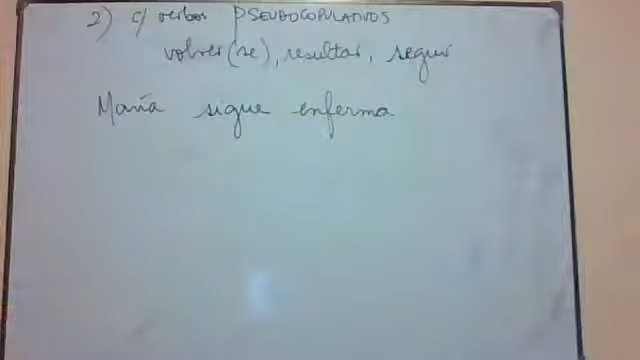 2) c/ verbos PSEUDOCOPULATIVOS
volver(se), resultar, seguir
María sigue enferma